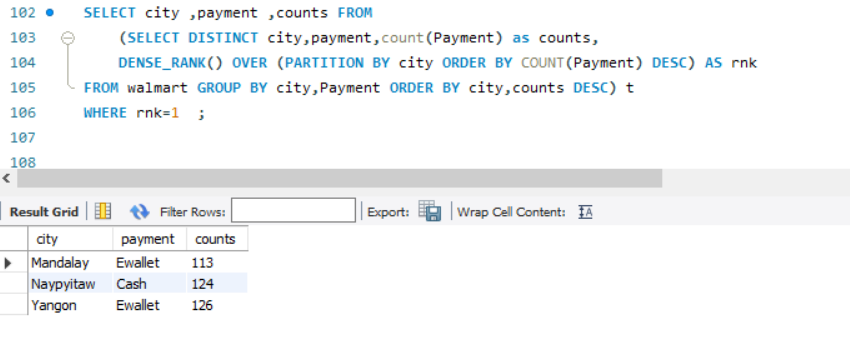 102 SELECT city ,payment ,counts FROM
103 (SELECT DISTINCT city,payment,count(Payment) as counts,
104 DENSE_RANK() OVER (PARTITION BY city ORDER BY COUNT(Payment) DESC) AS rnk
105 FROM walmart GROUP BY city,Payment ORDER BY city,counts DESC) t
106 WHERE rnk=1  ;
107
108
Result Grid Filter Rows: Export: Wrap Cell Content: IA
city payment counts
Mandalay Ewallet 113
Naypyitaw Cash 124
Yangon Ewallet 126